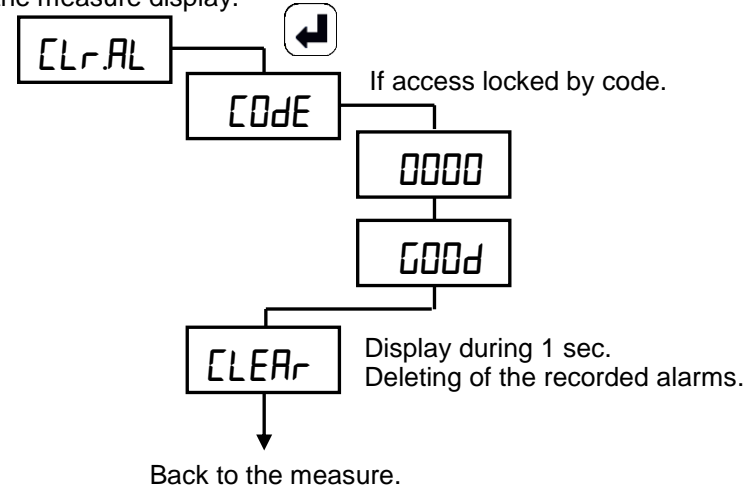 the measure display.
CLr.AL
If access locked by code.
COdE
0000
GOOd
CLEAr
Display during 1 sec.
Deleting of the recorded alarms.
Back to the measure.